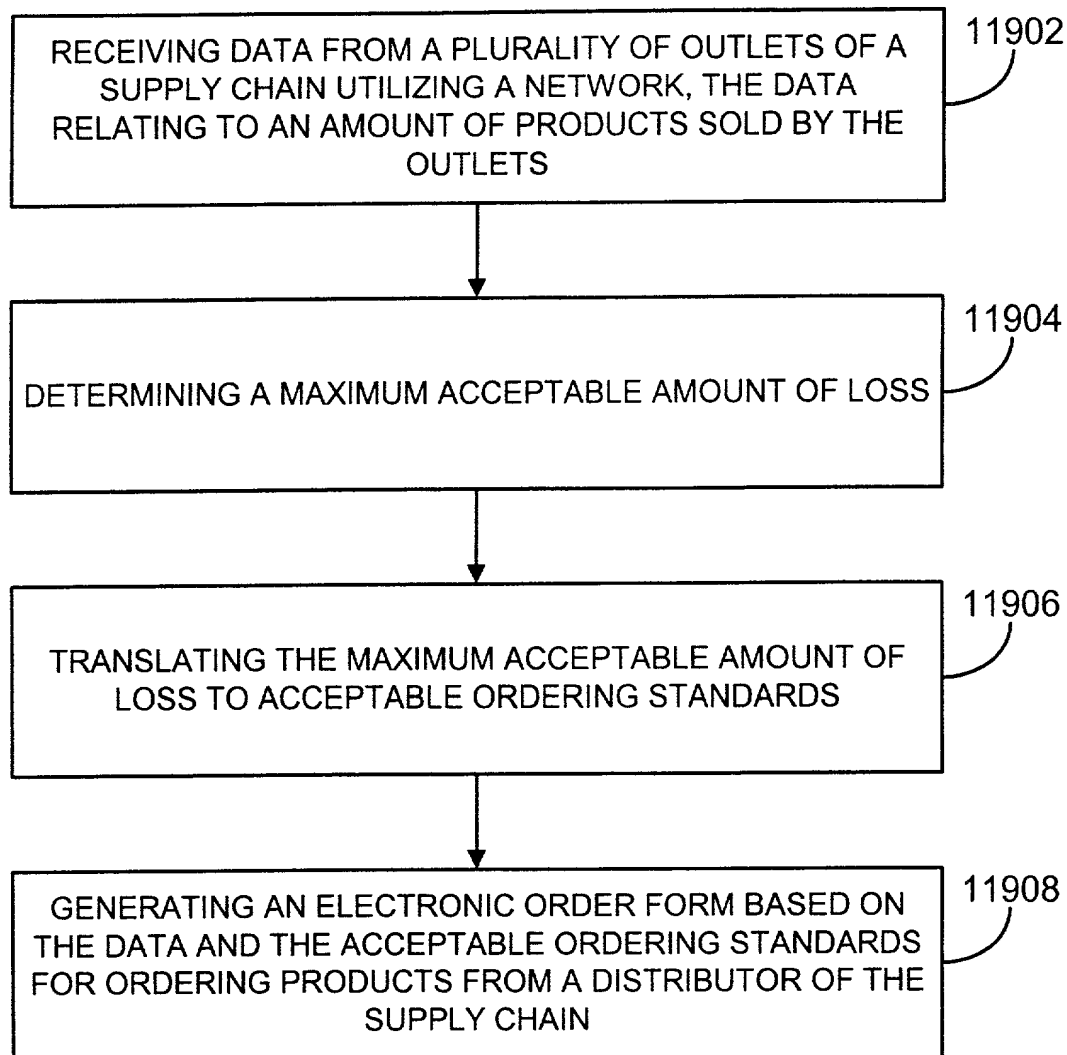 RECEIVING DATA FROM A PLURALITY OF OUTLETS OF A
SUPPLY CHAIN UTILIZING A NETWORK, THE DATA
RELATING TO AN AMOUNT OF PRODUCTS SOLD BY THE
OUTLETS
11902
DETERMINING A MAXIMUM ACCEPTABLE AMOUNT OF LOSS
11904
TRANSLATING THE MAXIMUM ACCEPTABLE AMOUNT OF
LOSS TO ACCEPTABLE ORDERING STANDARDS
11906
GENERATING AN ELECTRONIC ORDER FORM BASED ON
THE DATA AND THE ACCEPTABLE ORDERING STANDARDS
FOR ORDERING PRODUCTS FROM A DISTRIBUTOR OF THE
SUPPLY CHAIN
11908